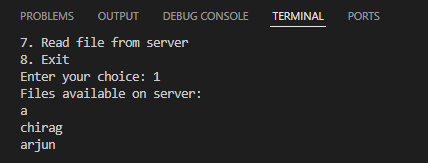 PROBLEMS OUTPUT DEBUG CONSOLE TERMINAL PORTS
7. Read file from server
8. Exit
Enter your choice: 1
Files available on server:
a
chirag
arjun